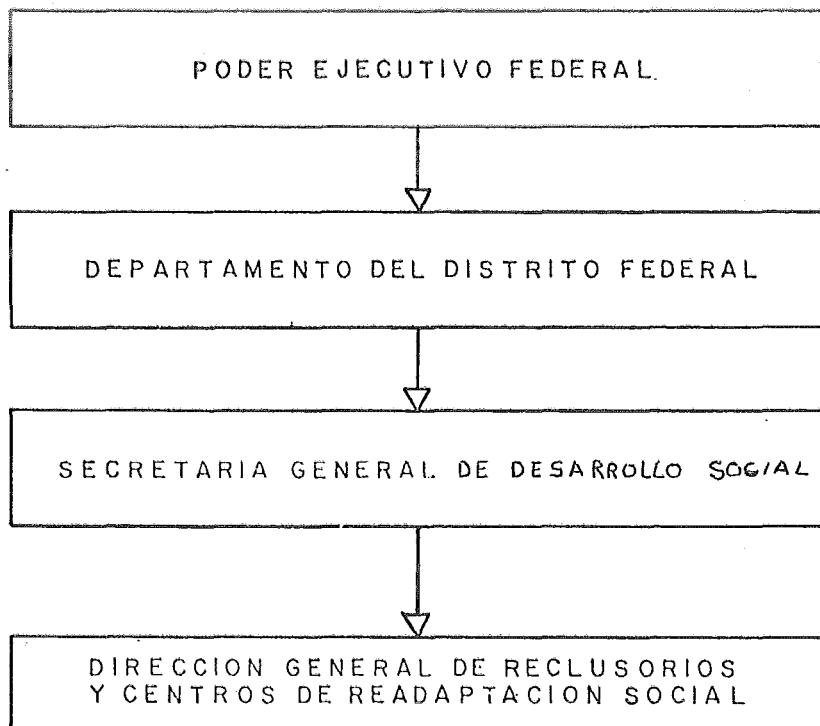 PODER EJECUTIVO FEDERAL.
DEPARTAMENTO DEL DISTRITO FEDERAL
SECRETARIA GENERAL DE DESARROLLO SOCIAL
DIRECCION GENERAL DE RECLUSORIOS
Y CENTROS DE READAPTACION SOCIAL